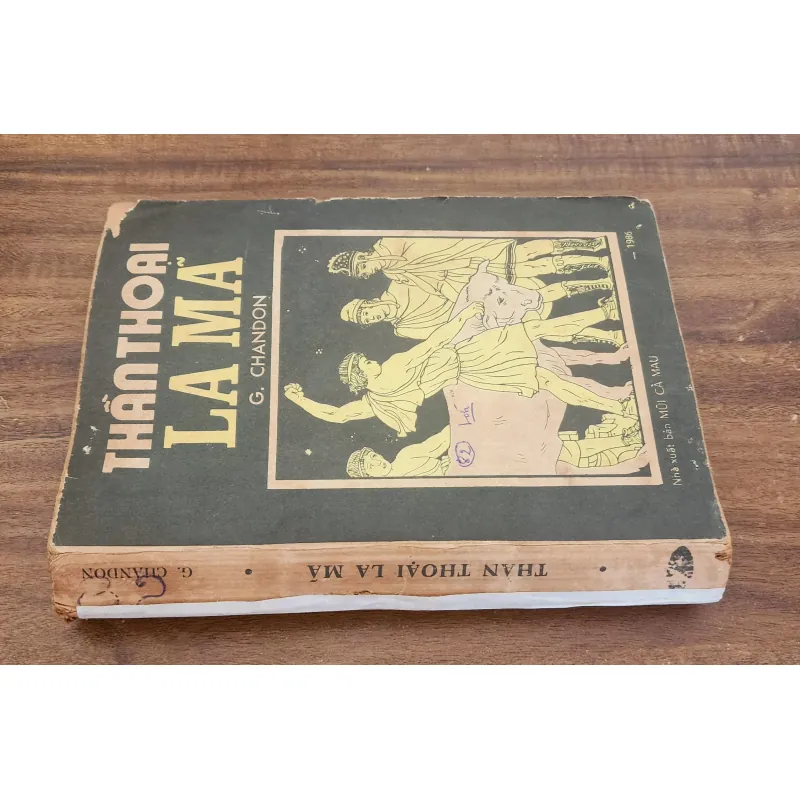 THẦN THOẠI
LA MÃ
G. CHANDON
Nhà xuất bản MŨI CÀ MAU
1986
G. CHANDON
• THẦN THOẠI LA MÃ •